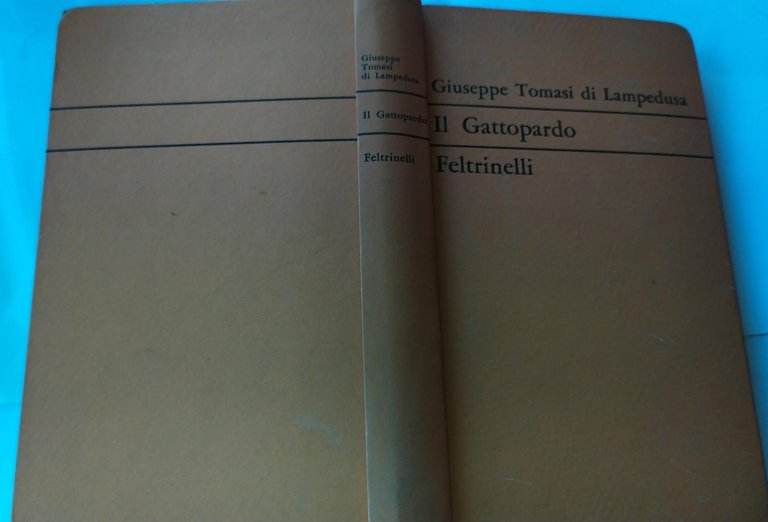 Giuseppe
Tomasi
di Lampedusa
Il Gattopardo
Feltrinelli
Giuseppe Tomasi di Lampedusa
Il Gattopardo
Feltrinelli